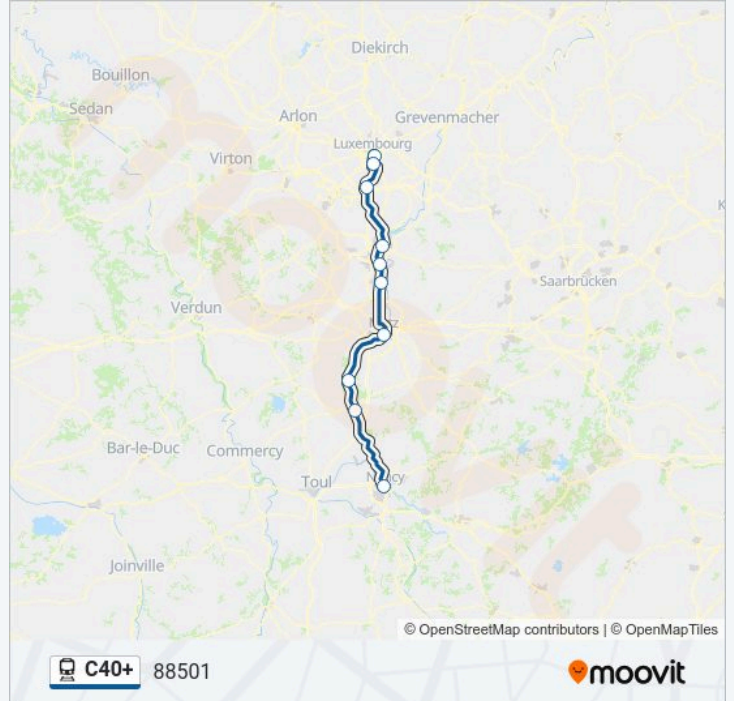 Diekirch
Bouillon
Sedan
Arlon
Grevenmacher
Luxembourg
Virton
K
Saarbrücken
Verdun
Bar-le-Duc
Commercy
Toul
Joinville
© OpenStreetMap contributors | © OpenMapTiles
C40+ 88501
moovit